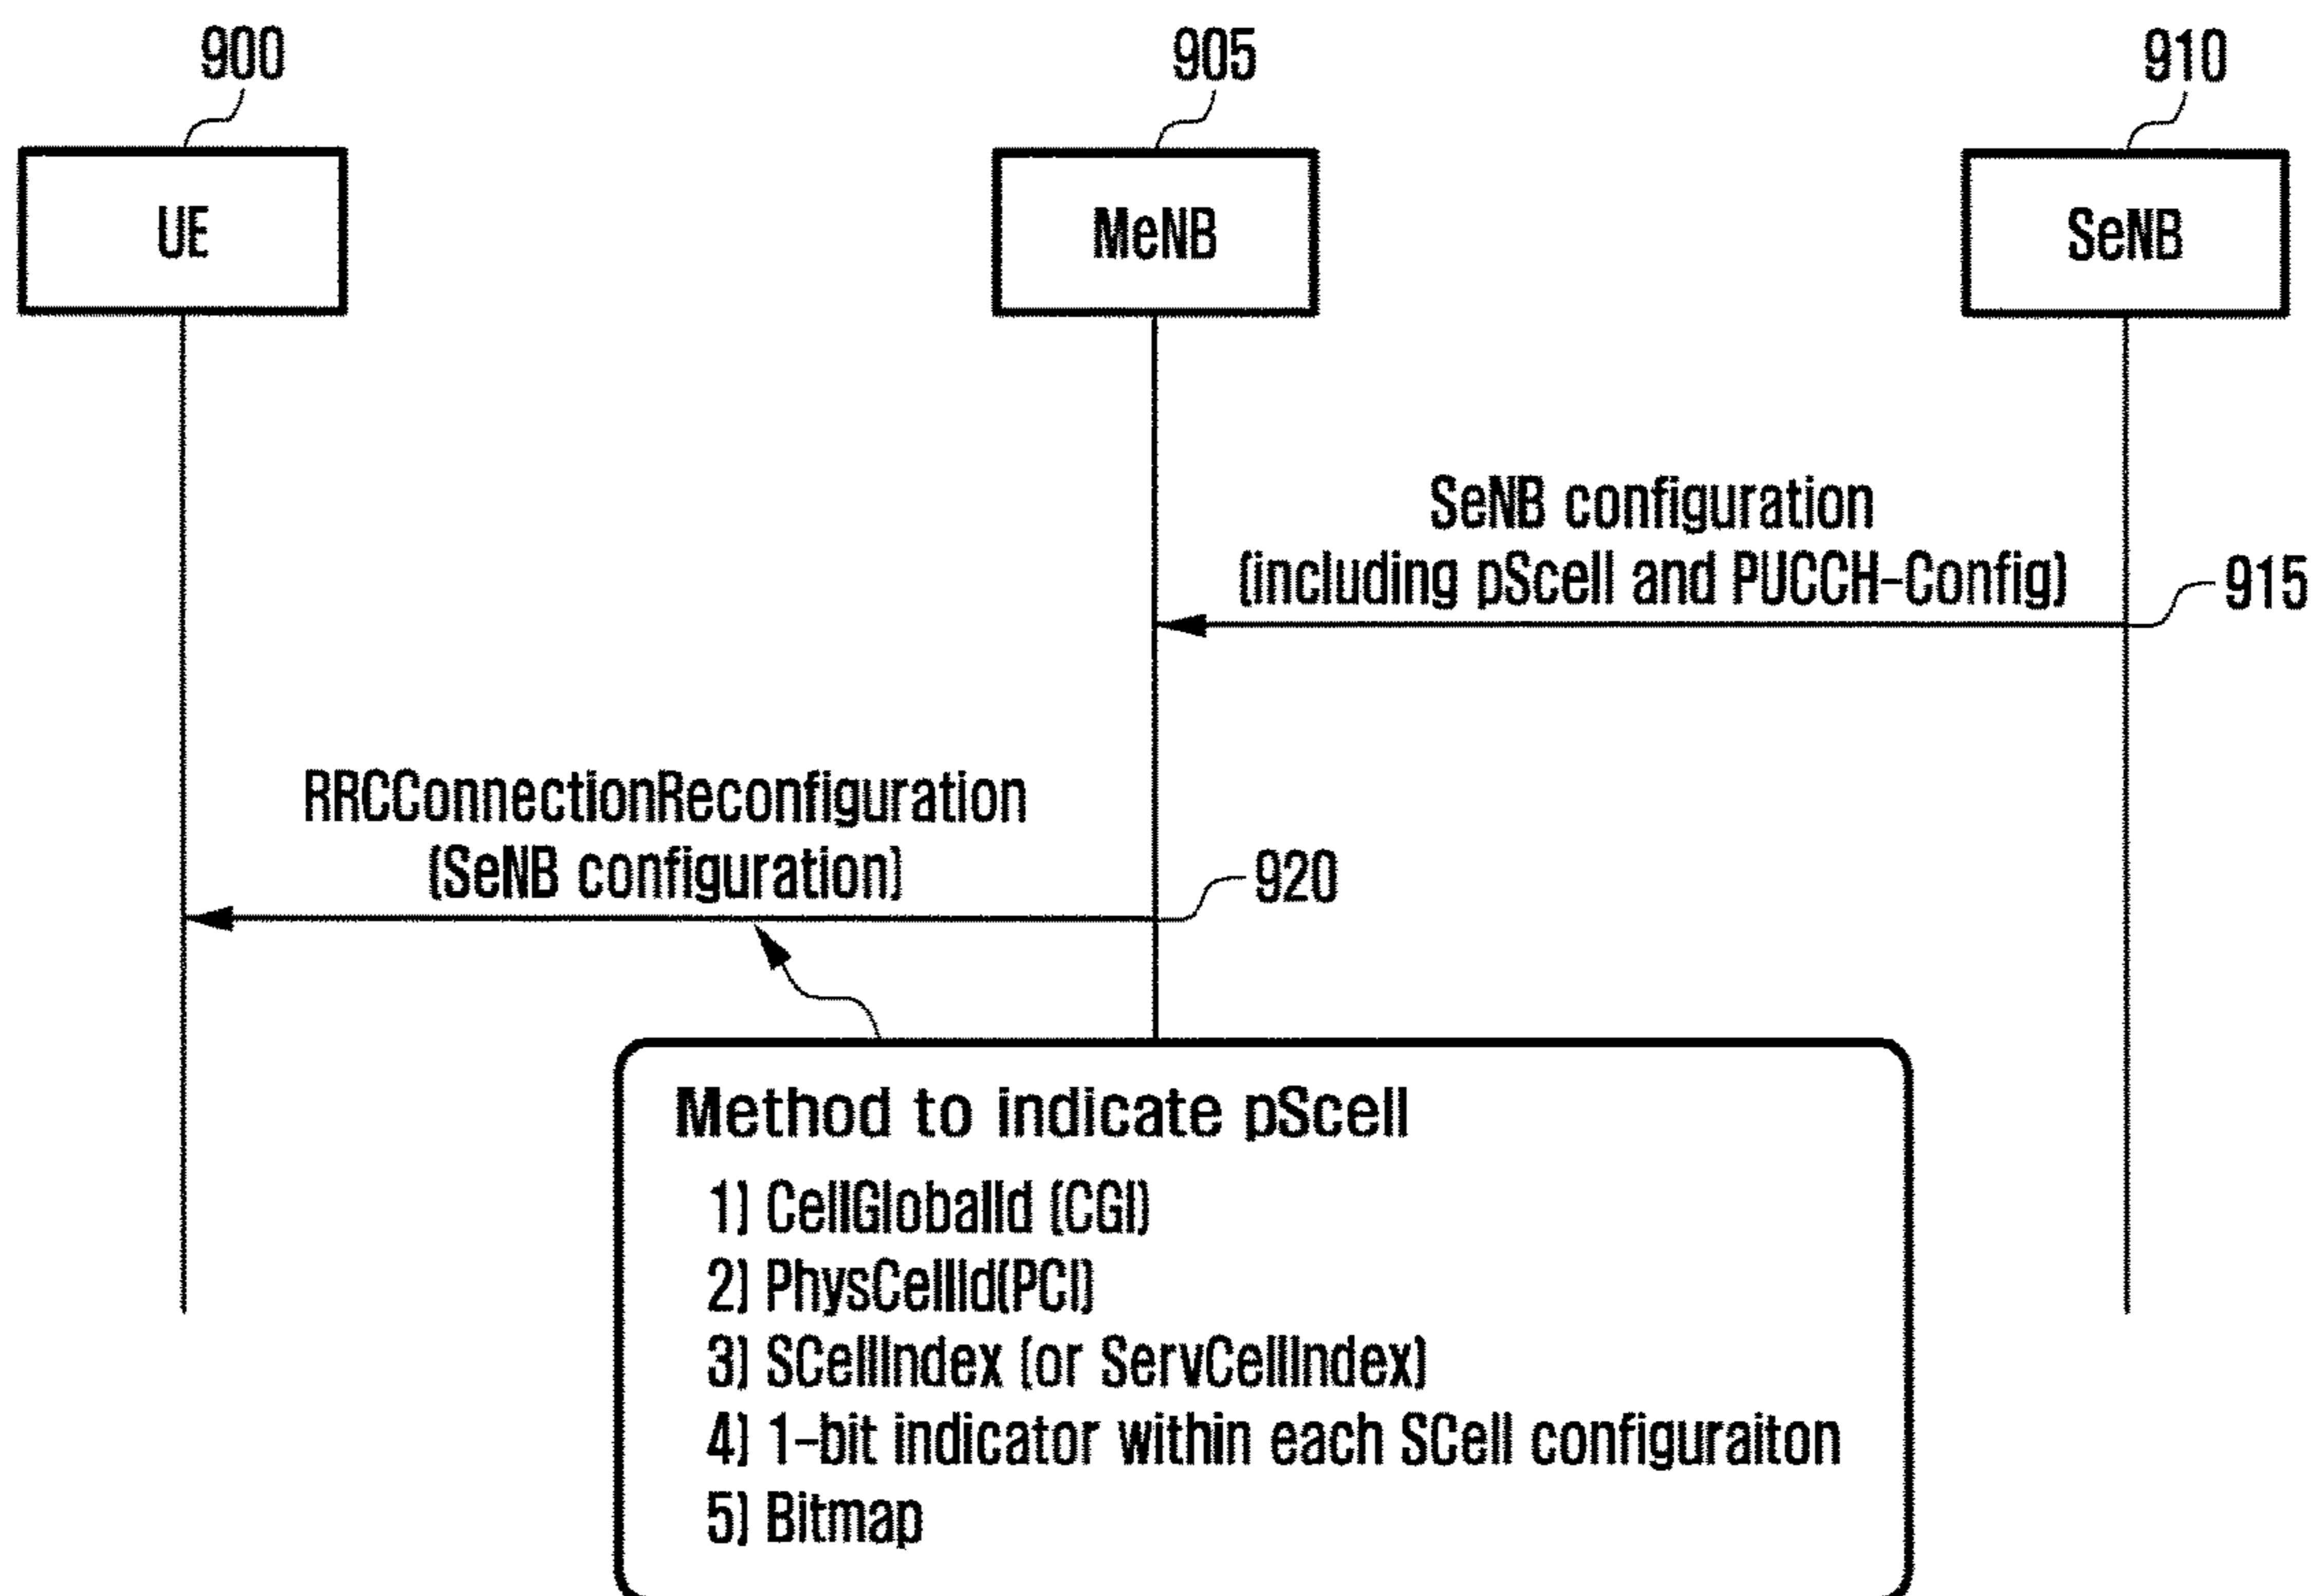 900
905
910
UE
MeNB
SeNB
SeNB configuration
(including pScell and PUCCH-Config)
915
RRCConnectionReconfiguration
(SeNB configuration)
920
Method to indicate pScell
1) CellGlobalId (CGI)
2) PhysCellId(PCI)
3) SCellIndex (or ServCellIndex)
4) 1-bit indicator within each SCell configuraiton
5) Bitmap